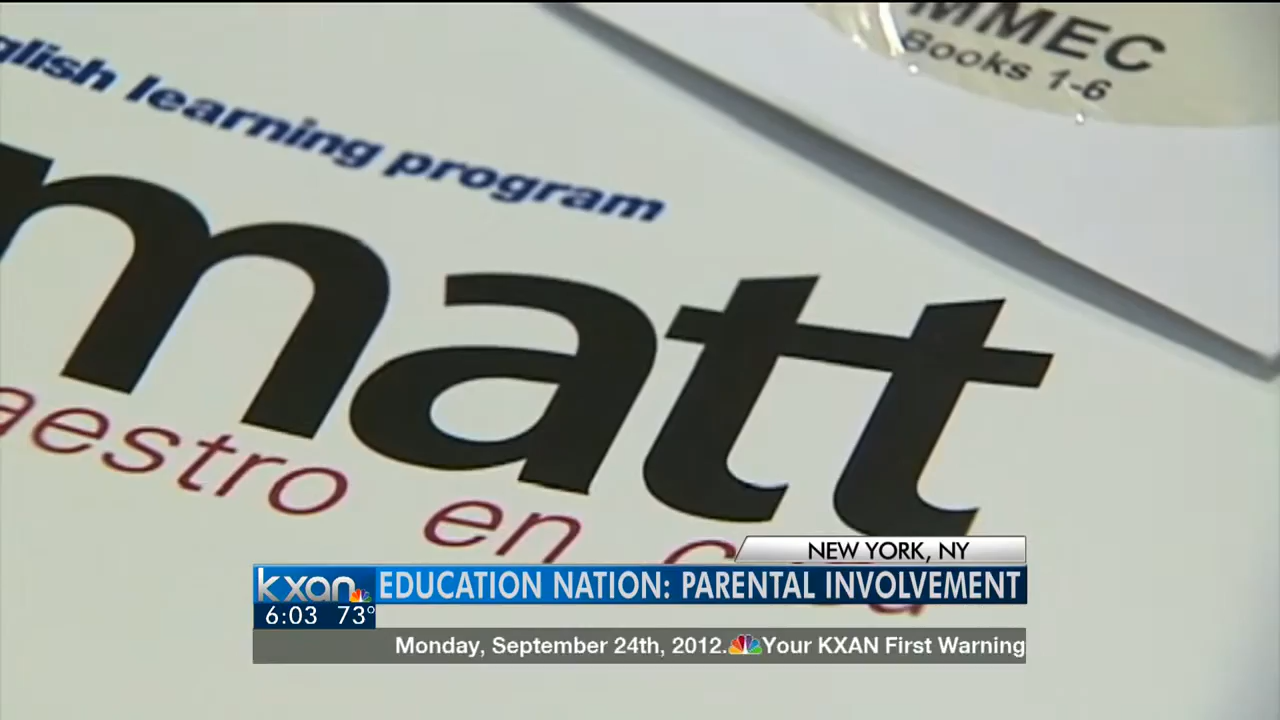 MMEC
Books 1-6
glish learning program
matt
aestro en
NEW YORK, NY
kxan
EDUCATION NATION: PARENTAL INVOLVEMENT
6:03 73°
Monday, September 24th, 2012. Your KXAN First Warning